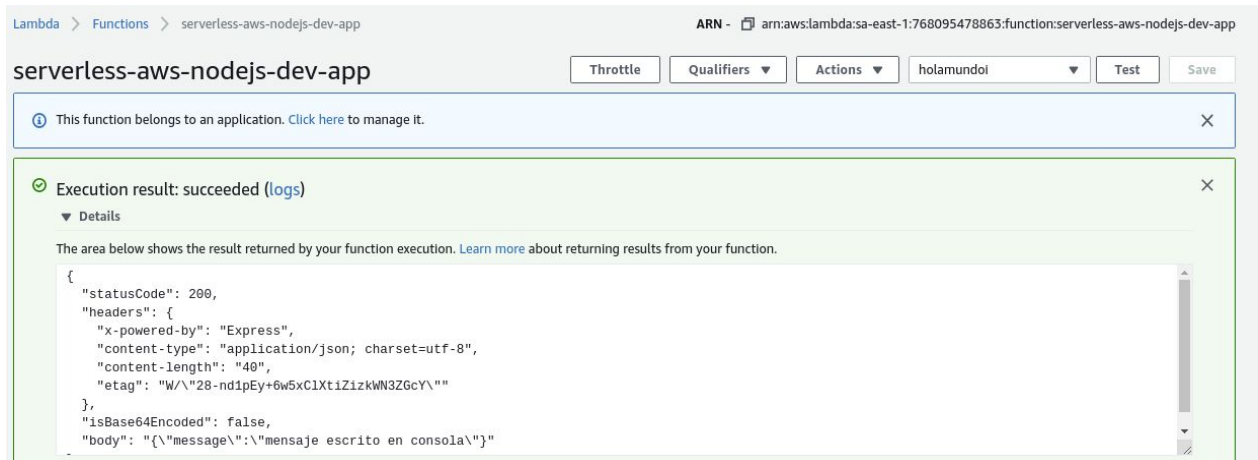 Lambda > Functions > serverless-aws-nodejs-dev-app ARN - arn:aws:lambda:sa-east-1:768095478863:function:serverless-aws-nodejs-dev-app
serverless-aws-nodejs-dev-app Throttle Qualifiers ▼ Actions ▼ holamundoi ▼ Test Save
This function belongs to an application. Click here to manage it.
Execution result: succeeded (logs)
▼ Details
The area below shows the result returned by your function execution. Learn more about returning results from your function.
{
  "statusCode": 200,
  "headers": {
    "x-powered-by": "Express",
    "content-type": "application/json; charset=utf-8",
    "content-length": "40",
    "etag": "W/\"28-nd1pEy+6w5xClXtiZizkWN3ZGcY\""
  },
  "isBase64Encoded": false,
  "body": "{\"message\":\"mensaje escrito en consola\"}"